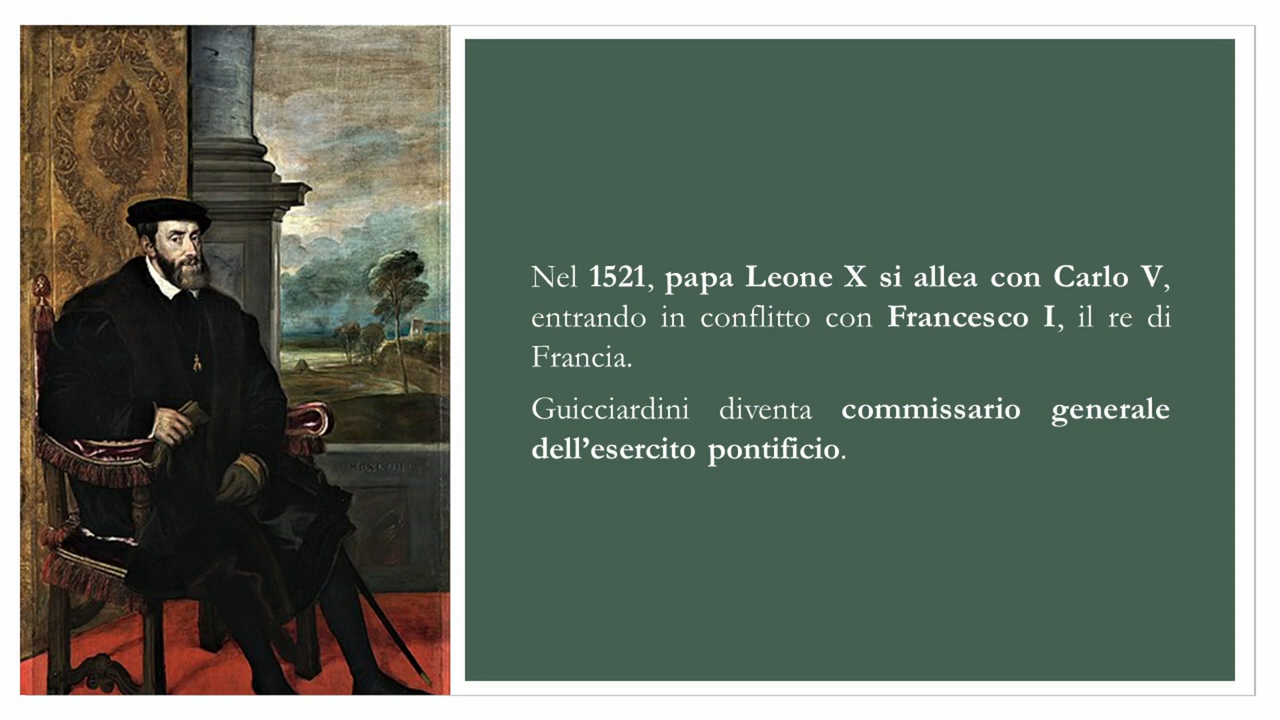 Nel 1521, papa Leone X si allea con Carlo V,
entrando in conflitto con Francesco I, il re di
Francia.
Guicciardini diventa commissario generale
dell’esercito pontificio.